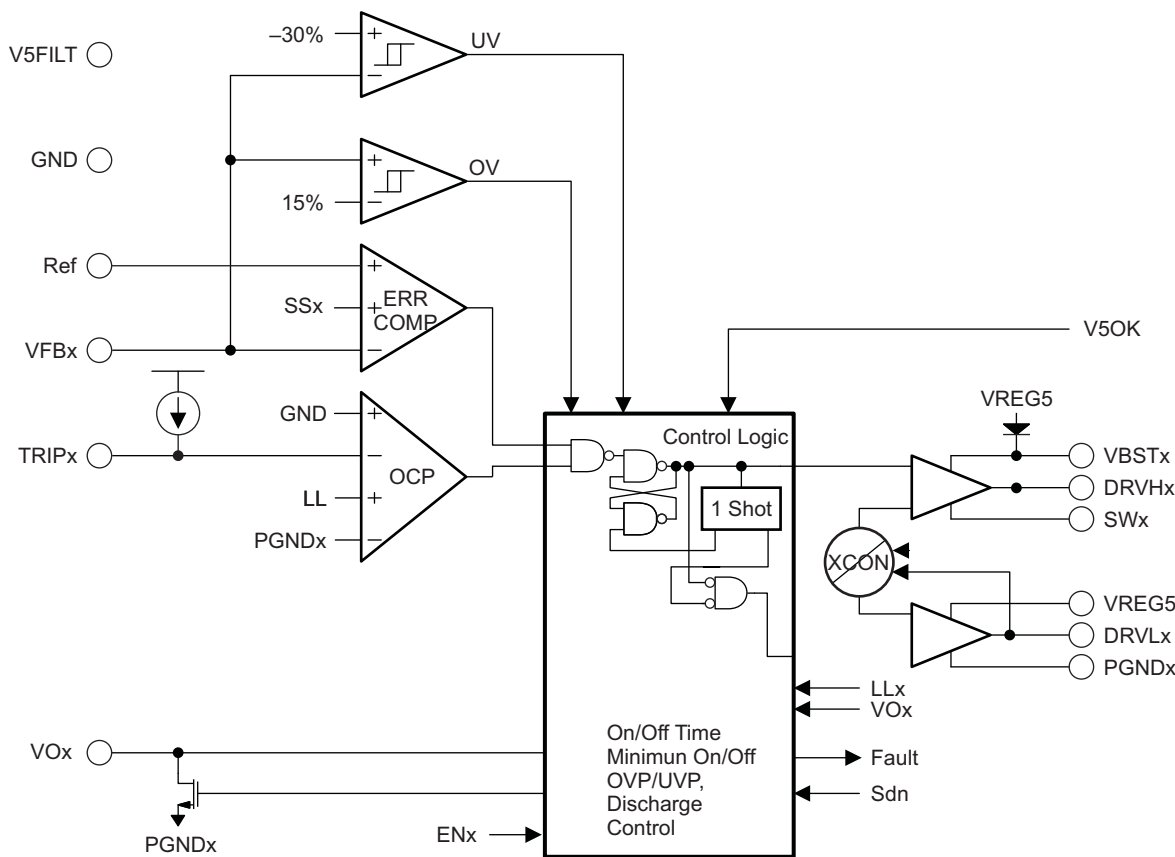 V5FILT
–30%
+
−
UV
GND
+
15%
−
OV
Ref
+
SSx
+
ERR
COMP
VFBx
−
V5OK
GND
+
TRIPx
−
OCP
LL
+
PGNDx
−
Control Logic
1 Shot
VREG5
VBSTx
DRVHx
SWx
XCON
VREG5
DRVLx
PGNDx
LLx
VOx
VOx
On/Off Time
Minimun On/Off
OVP/UVP,
Discharge
Control
Fault
Sdn
PGNDx
ENx